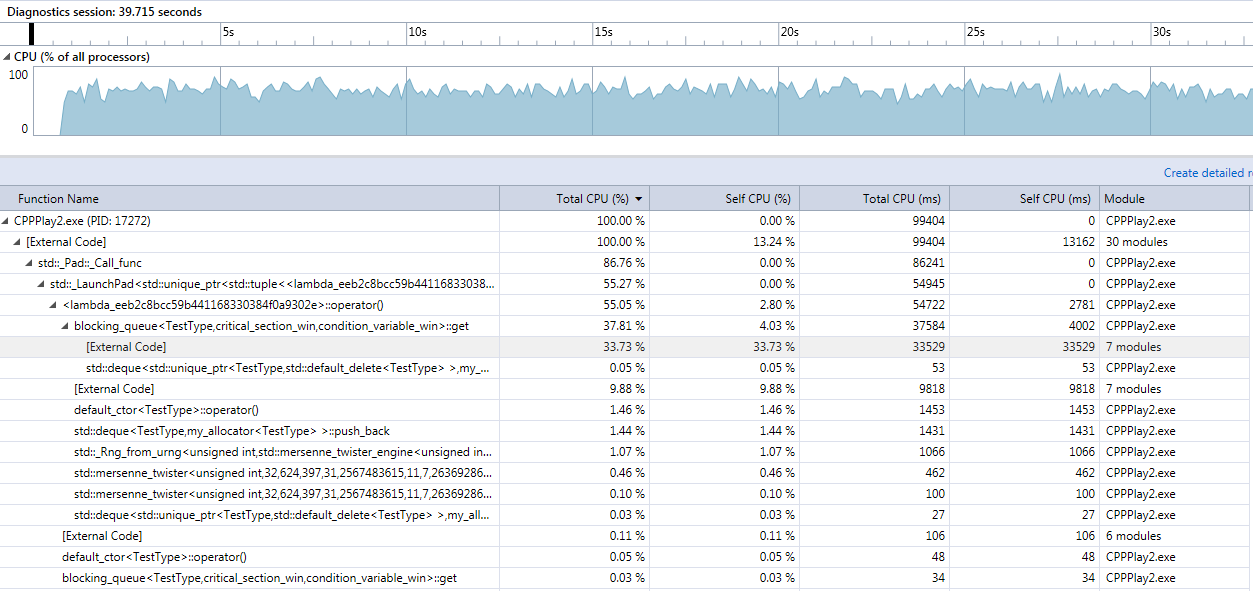 Diagnostics session: 39.715 seconds
5s 10s 15s 20s 25s 30s
CPU (% of all processors)
100
0
Create detailed r
Function Name Total CPU (%) Self CPU (%) Total CPU (ms) Self CPU (ms) Module
CPPPlay2.exe (PID: 17272) 100.00 % 0.00 % 99404 0 CPPPlay2.exe
[External Code] 100.00 % 13.24 % 99404 13162 30 modules
std::_Pad::_Call_func 86.76 % 0.00 % 86241 0 CPPPlay2.exe
std::_LaunchPad<std::unique_ptr<std::tuple<<lambda_eeb2c8bcc59b44116833038... 55.27 % 0.00 % 54945 0 CPPPlay2.exe
<lambda_eeb2c8bcc59b441168330384f0a9302e>::operator() 55.05 % 2.80 % 54722 2781 CPPPlay2.exe
blocking_queue<TestType,critical_section_win,condition_variable_win>::get 37.81 % 4.03 % 37584 4002 CPPPlay2.exe
[External Code] 33.73 % 33.73 % 33529 33529 7 modules
std::deque<std::unique_ptr<TestType,std::default_delete<TestType> >,my_... 0.05 % 0.05 % 53 53 CPPPlay2.exe
[External Code] 9.88 % 9.88 % 9818 9818 7 modules
default_ctor<TestType>::operator() 1.46 % 1.46 % 1453 1453 CPPPlay2.exe
std::deque<TestType,my_allocator<TestType> >::push_back 1.44 % 1.44 % 1431 1431 CPPPlay2.exe
std::_Rng_from_urng<unsigned int,std::mersenne_twister_engine<unsigned in... 1.07 % 1.07 % 1066 1066 CPPPlay2.exe
std::mersenne_twister<unsigned int,32,624,397,31,2567483615,11,7,26369286... 0.46 % 0.46 % 462 462 CPPPlay2.exe
std::mersenne_twister<unsigned int,32,624,397,31,2567483615,11,7,26369286... 0.10 % 0.10 % 100 100 CPPPlay2.exe
std::deque<std::unique_ptr<TestType,std::default_delete<TestType> >,my_all... 0.03 % 0.03 % 27 27 CPPPlay2.exe
[External Code] 0.11 % 0.11 % 106 106 6 modules
default_ctor<TestType>::operator() 0.05 % 0.05 % 48 48 CPPPlay2.exe
blocking_queue<TestType,critical_section_win,condition_variable_win>::get 0.03 % 0.03 % 34 34 CPPPlay2.exe